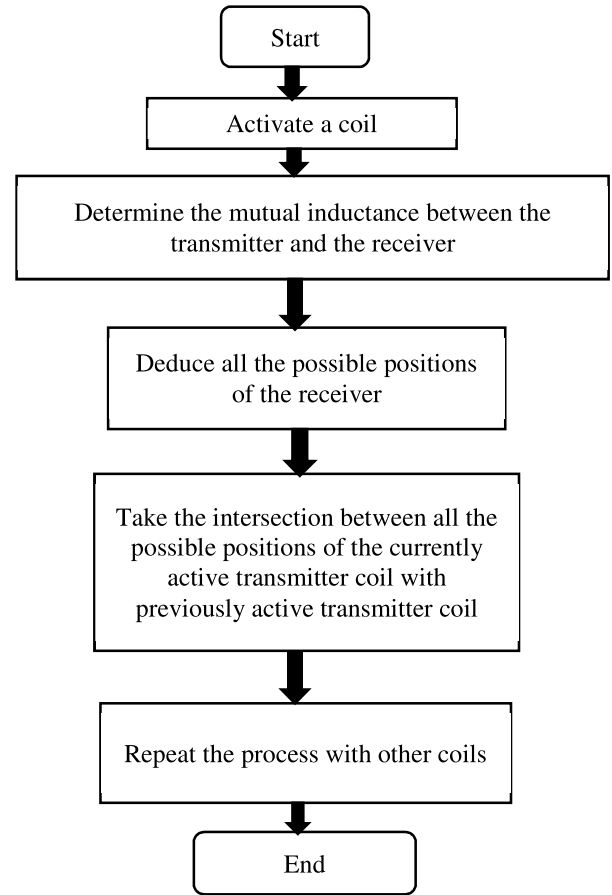 Start
Activate a coil
Determine the mutual inductance between the
transmitter and the receiver
Deduce all the possible positions
of the receiver
Take the intersection between all the
possible positions of the currently
active transmitter coil with
previously active transmitter coil
Repeat the process with other coils
End